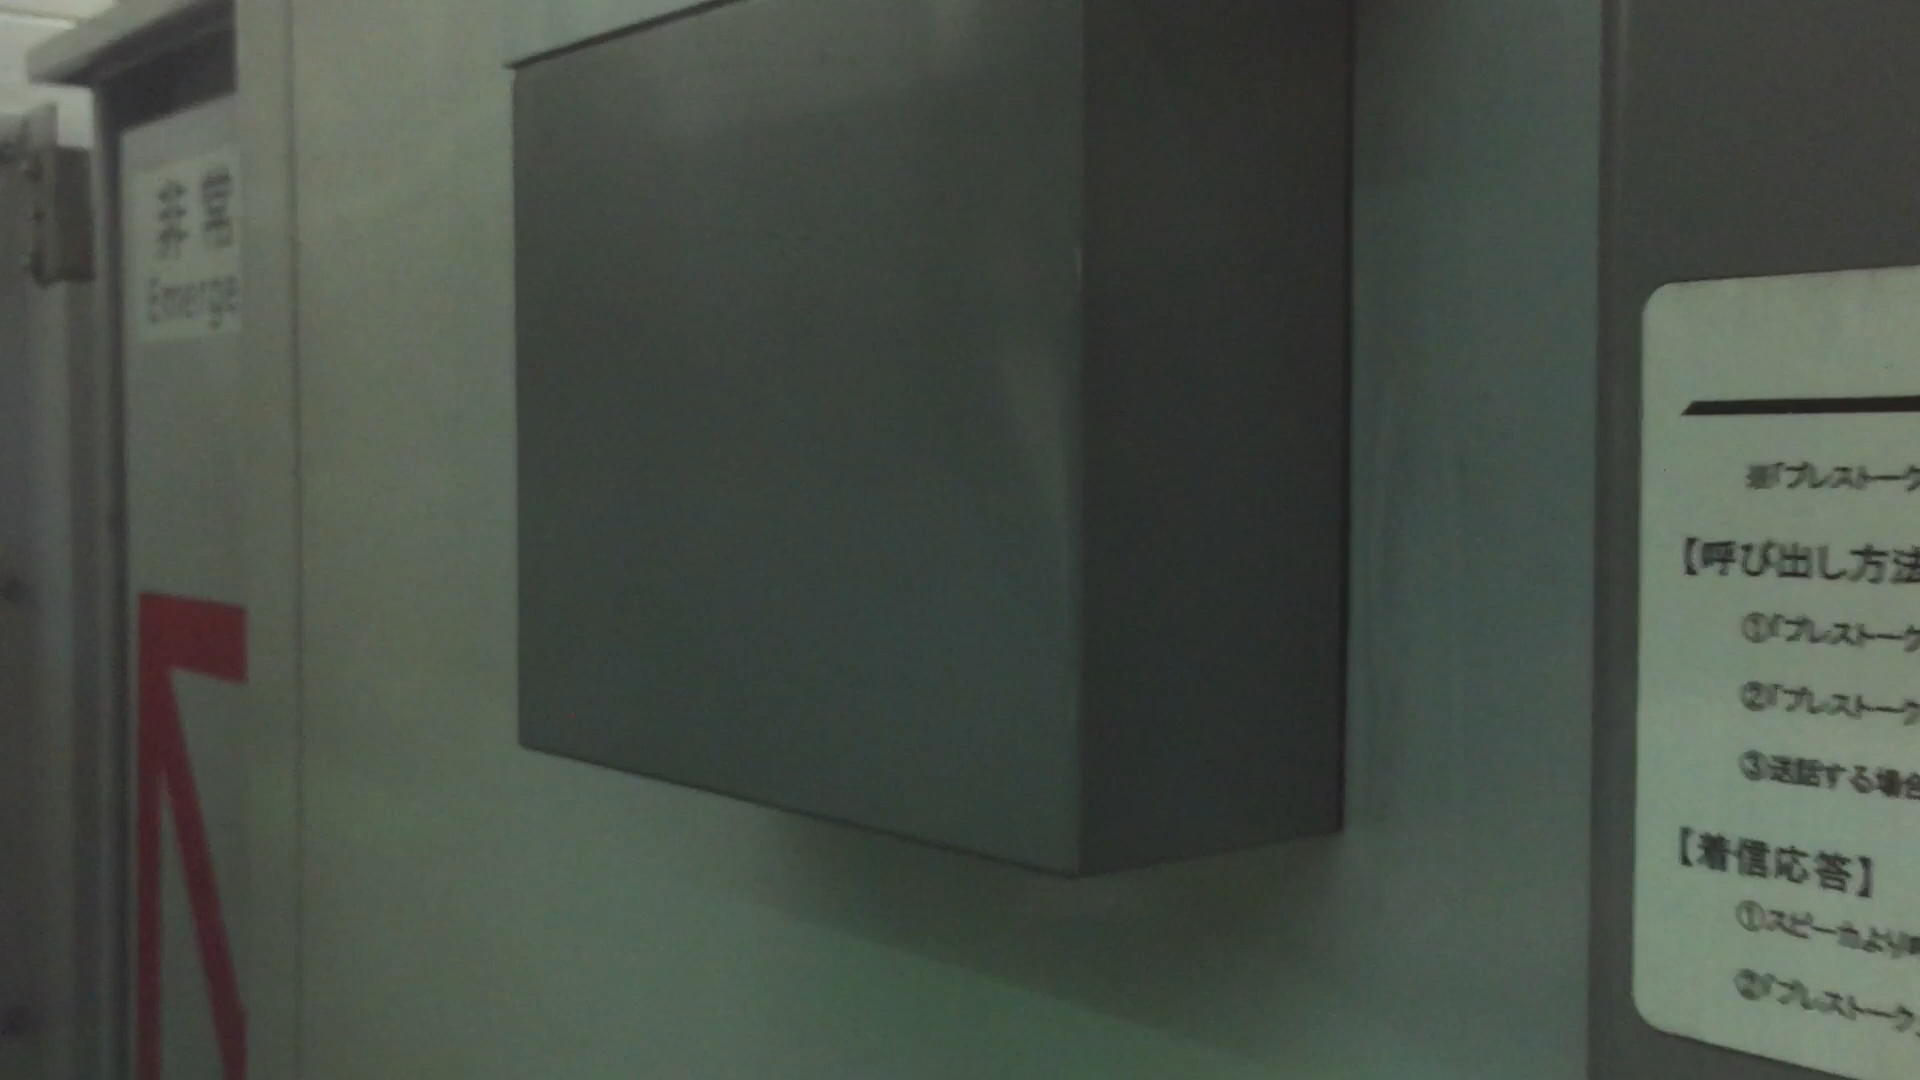 非常
Emerge
※「プレストーク
【呼び出し方法
①「プレストーク
②「プレストーク
③送話する場合
【着信応答】
①スピーカより
②「プレストーク」